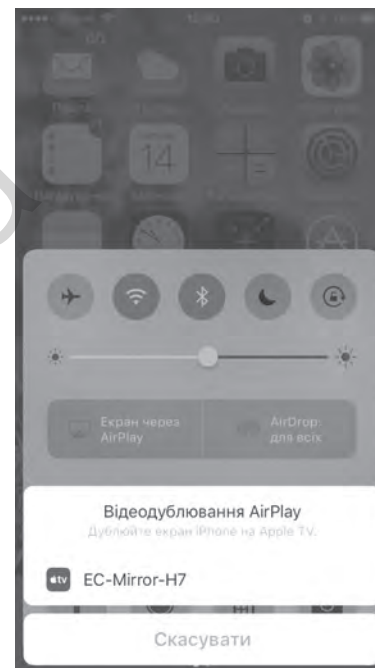 14
Екран через
AirPlay
AirDrop:
для всіх
Відеодублювання AirPlay
Дублюйте екран iPhone на Apple TV.
tv
EC-Mirror-H7
Скасувати